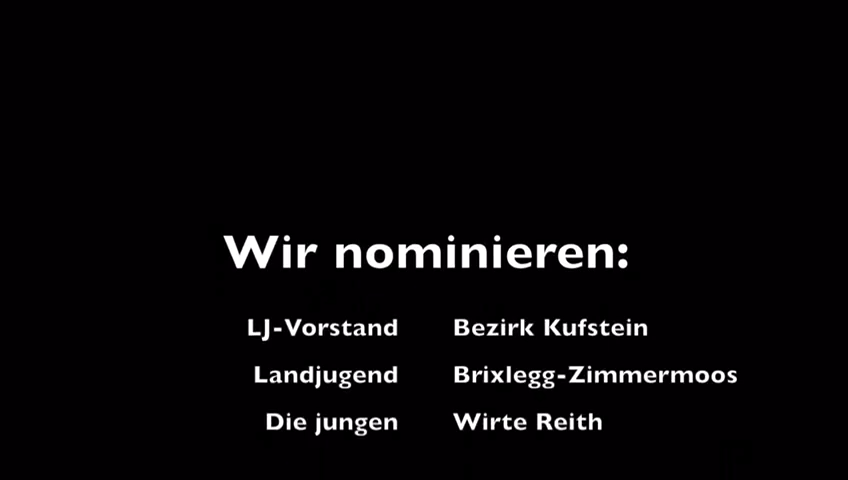 Wir nominieren:
LJ-Vorstand Bezirk Kufstein
Landjugend Brixlegg-Zimmermoos
Die jungen Wirte Reith